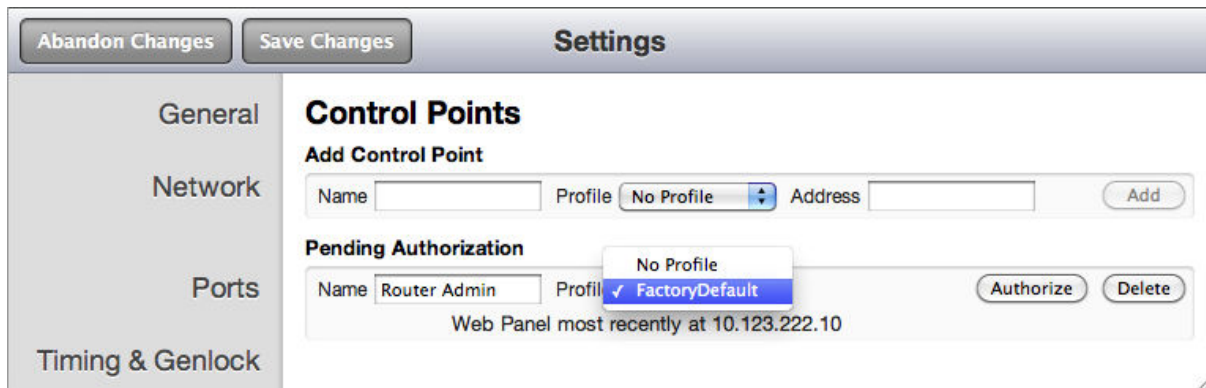 Abandon Changes Save Changes Settings
General
Network
Ports
Timing & Genlock
Control Points
Add Control Point
Name Profile No Profile Address Add
Pending Authorization
No Profile
Name Router Admin Profil ✓ FactoryDefault Authorize Delete
Web Panel most recently at 10.123.222.10